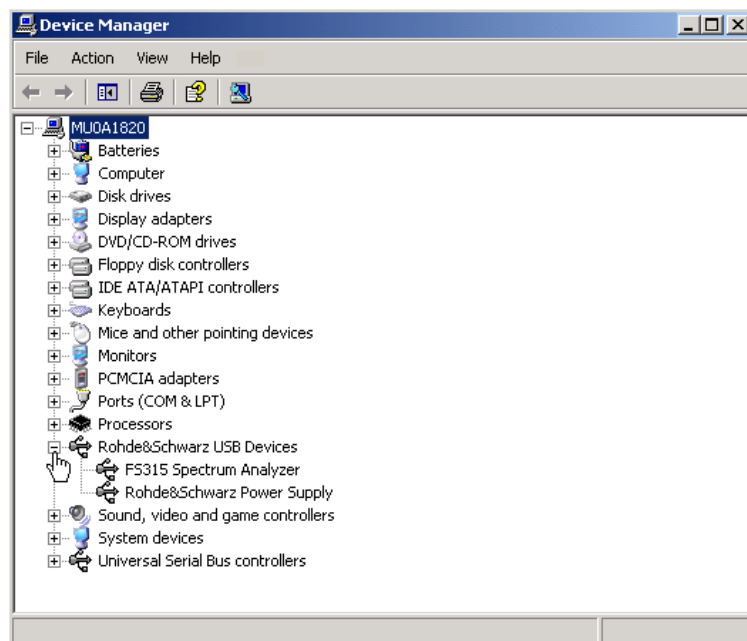 Device Manager
File Action View Help
MU0A1820
Batteries
Computer
Disk drives
Display adapters
DVD/CD-ROM drives
Floppy disk controllers
IDE ATA/ATAPI controllers
Keyboards
Mice and other pointing devices
Monitors
PCMCIA adapters
Ports (COM & LPT)
Processors
Rohde&Schwarz USB Devices
FS315 Spectrum Analyzer
Rohde&Schwarz Power Supply
Sound, video and game controllers
System devices
Universal Serial Bus controllers